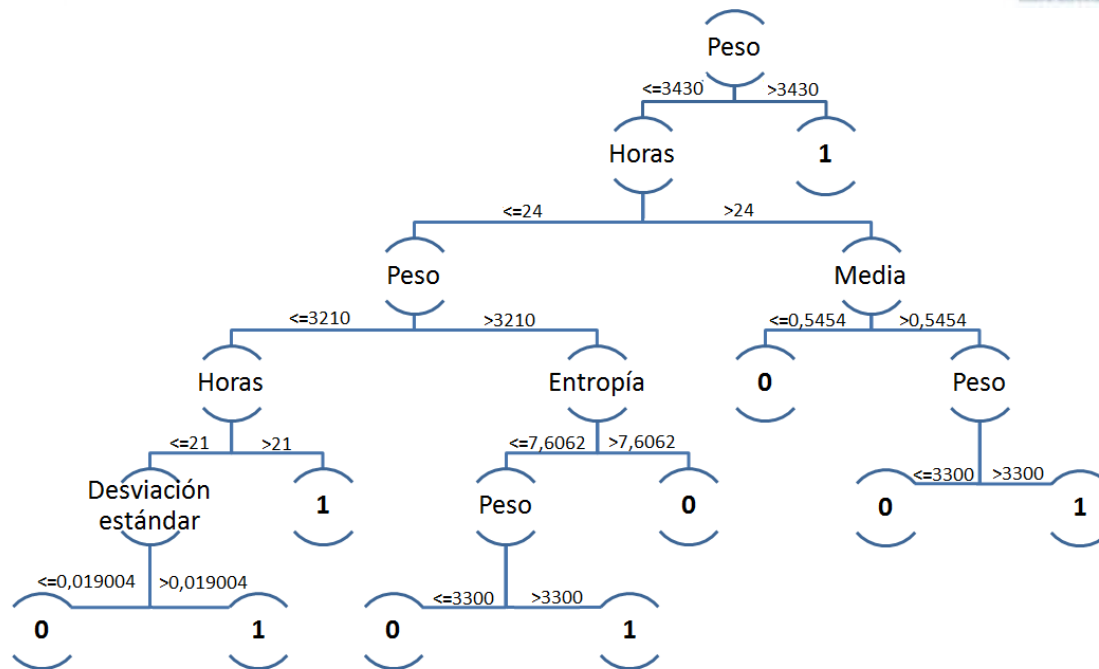 Peso
<=3430 >3430
Horas 1
<=24 >24
Peso Media
<=3210 >3210 <=0,5454 >0,5454
Horas Entropía 0 Peso
<=21 >21 <=7,6062 >7,6062
<=3300 >3300
Desviación
estándar 1 Peso 0 0 1
<=0,019004 >0,019004 <=3300 >3300
0 1 0 1